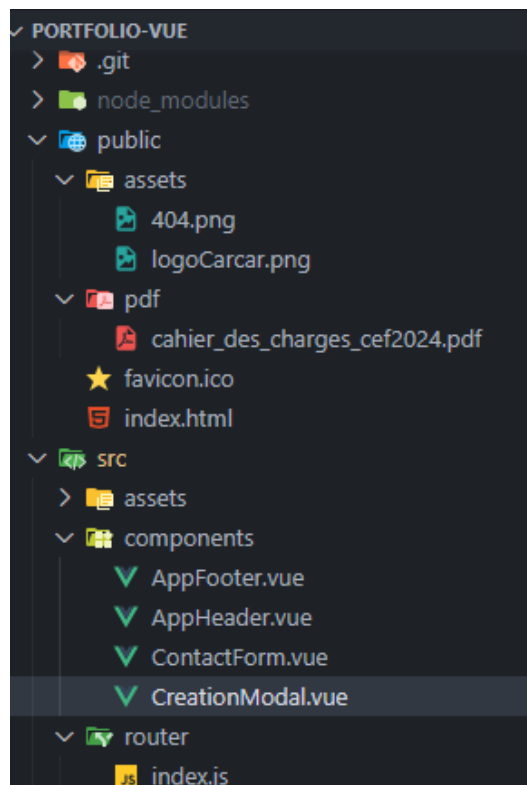 PORTFOLIO-VUE
.git
node_modules
public
assets
404.png
logoCarcar.png
pdf
cahier_des_charges_cef2024.pdf
favicon.ico
index.html
src
assets
components
AppFooter.vue
AppHeader.vue
ContactForm.vue
CreationModal.vue
router
JS index.js